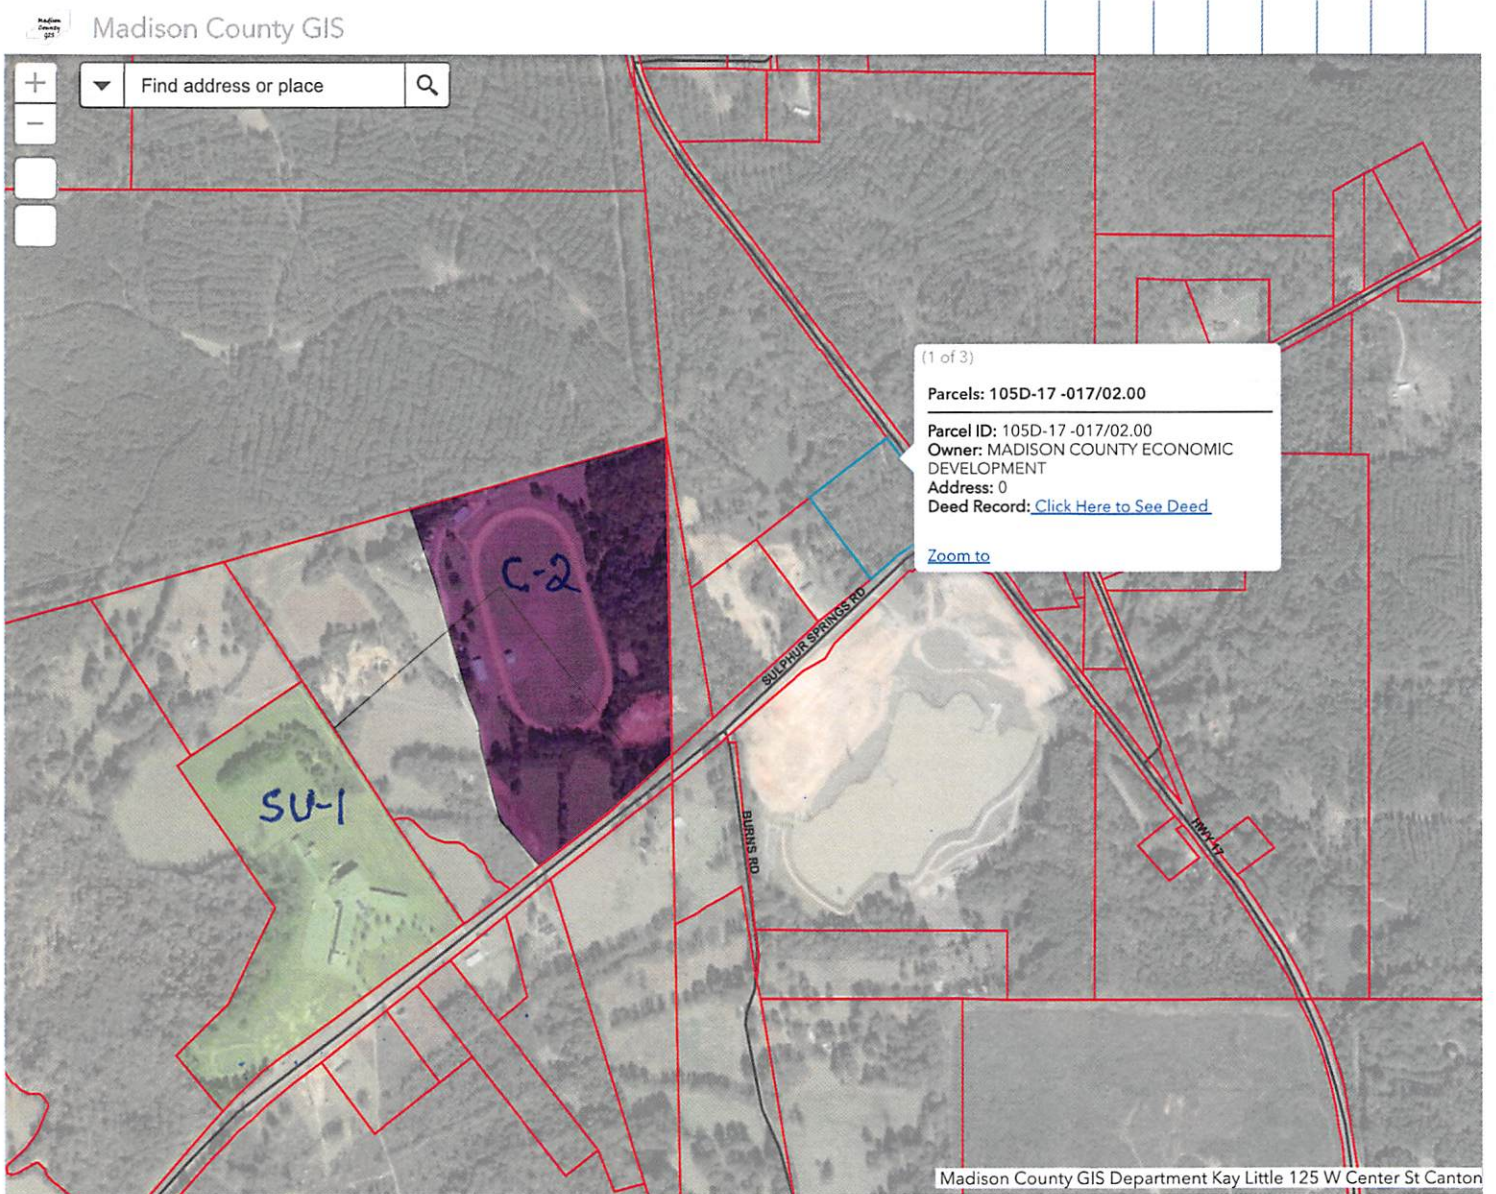 Madison
County
GIS
Madison County GIS
+
Find address or place
−
(1 of 3)
Parcels: 105D-17 -017/02.00
Parcel ID: 105D-17 -017/02.00
Owner: MADISON COUNTY ECONOMIC
DEVELOPMENT
Address: 0
Deed Record: Click Here to See Deed
Zoom to
C-2
SULPHUR SPRINGS RD
SU-1
BURNS RD
HWY 17
Madison County GIS Department Kay Little 125 W Center St Canton